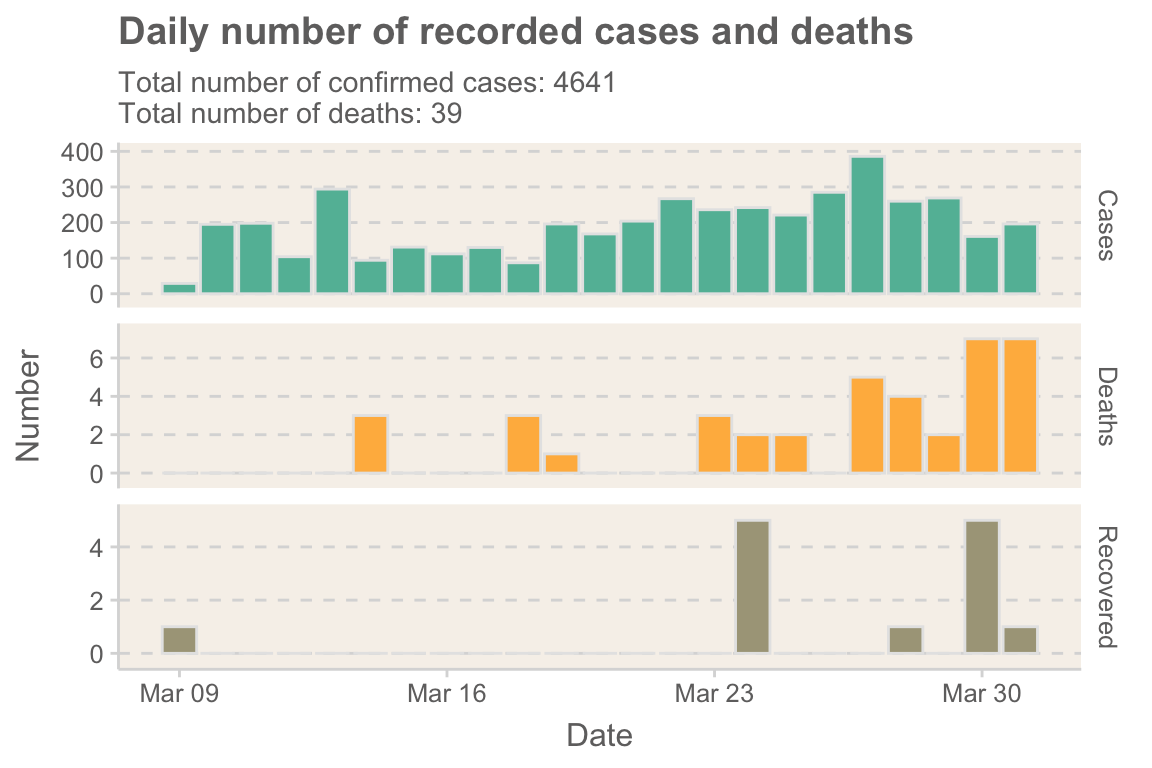 Daily number of recorded cases and deaths
Total number of confirmed cases: 4641
Total number of deaths: 39
400
300
200
100
0
Cases
6
4
2
0
Deaths
4
2
0
Recovered
Number
Mar 09 Mar 16 Mar 23 Mar 30
Date